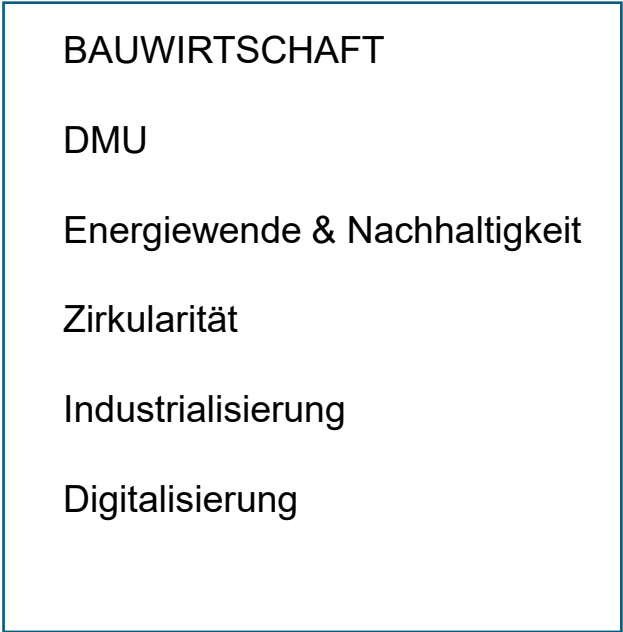 BAUWIRTSCHAFT
DMU
Energiewende & Nachhaltigkeit
Zirkularität
Industrialisierung
Digitalisierung